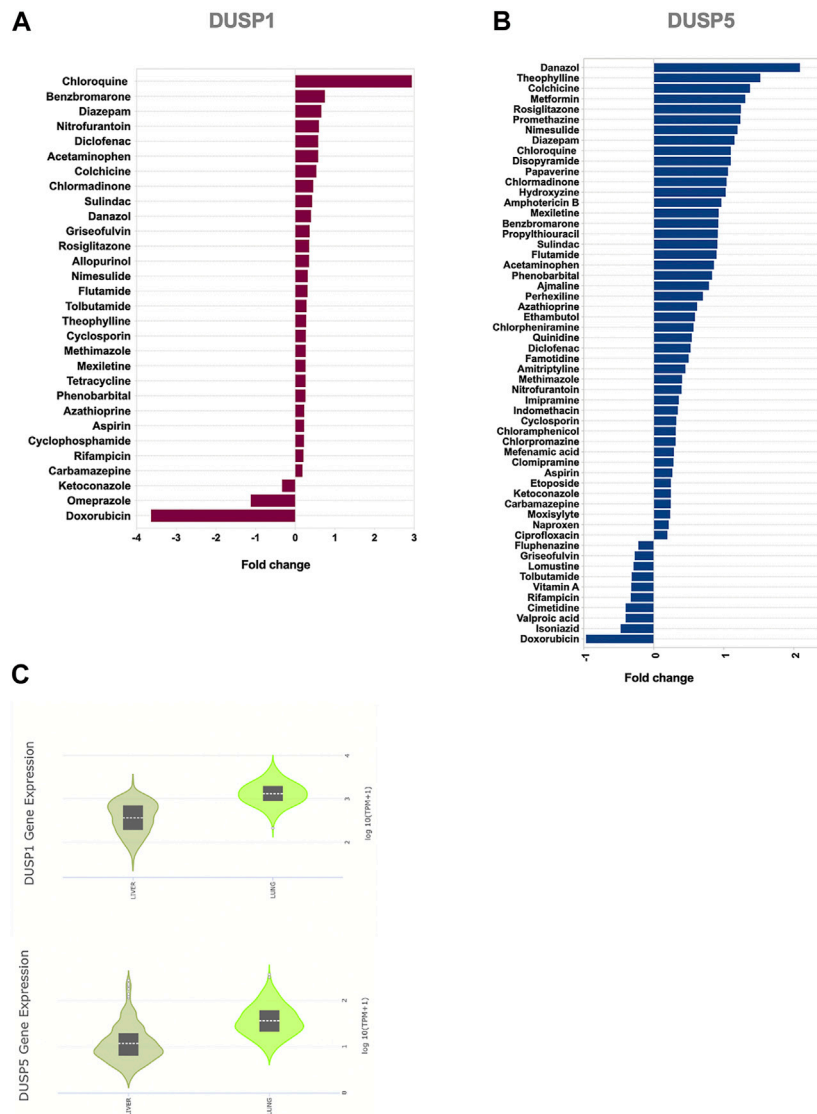 A
DUSP1
Chloroquine
Benzbromarone
Diazepam
Nitrofurantoin
Diclofenac
Acetaminophen
Colchicine
Chlormadinone
Sulindac
Danazol
Griseofulvin
Rosiglitazone
Allopurinol
Nimesulide
Flutamide
Tolbutamide
Theophylline
Cyclosporin
Methimazole
Mexiletine
Tetracycline
Phenobarbital
Azathioprine
Aspirin
Cyclophosphamide
Rifampicin
Carbamazepine
Ketoconazole
Omeprazole
Doxorubicin
-4 -3 -2 -1 0 1 2 3
Fold change
B
DUSP5
Danazol
Theophylline
Colchicine
Metformin
Rosiglitazone
Promethazine
Nimesulide
Diazepam
Chloroquine
Disopyramide
Papaverine
Chlormadinone
Hydroxyzine
Amphotericin B
Mexiletine
Benzbromarone
Propylthiouracil
Sulindac
Flutamide
Acetaminophen
Phenobarbital
Ajmaline
Perhexiline
Azathioprine
Ethambutol
Chlorpheniramine
Quinidine
Diclofenac
Famotidine
Amitriptyline
Methimazole
Nitrofurantoin
Imipramine
Indomethacin
Cyclosporin
Chloramphenicol
Chlorpromazine
Mefenamic acid
Clomipramine
Aspirin
Etoposide
Ketoconazole
Carbamazepine
Moxisylyte
Naproxen
Ciprofloxacin
Fluphenazine
Griseofulvin
Lomustine
Tolbutamide
Vitamin A
Rifampicin
Cimetidine
Valproic acid
Isoniazid
Doxorubicin
-1 0 1 2
Fold change
C
DUSP1 Gene Expression
4
3
2
log 10(TPM+1)
LIVER
LUNG
DUSP5 Gene Expression
2
1
0
log 10(TPM+1)
LIVER
LUNG